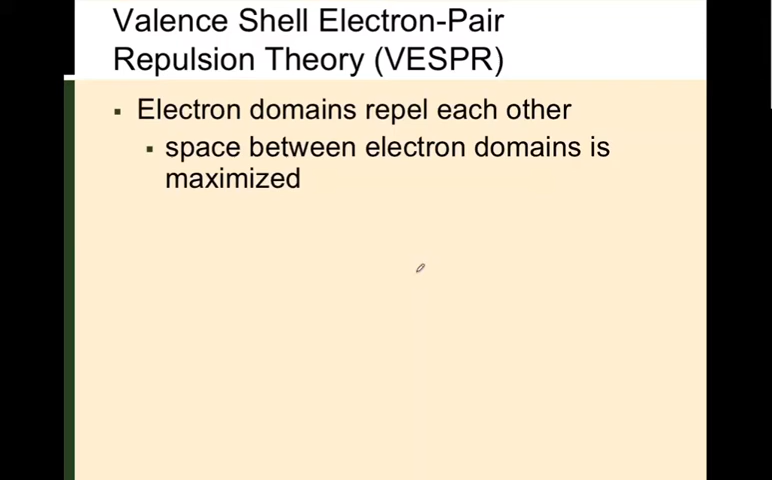 Valence Shell Electron-Pair
Repulsion Theory (VESPR)
Electron domains repel each other
space between electron domains is
maximized